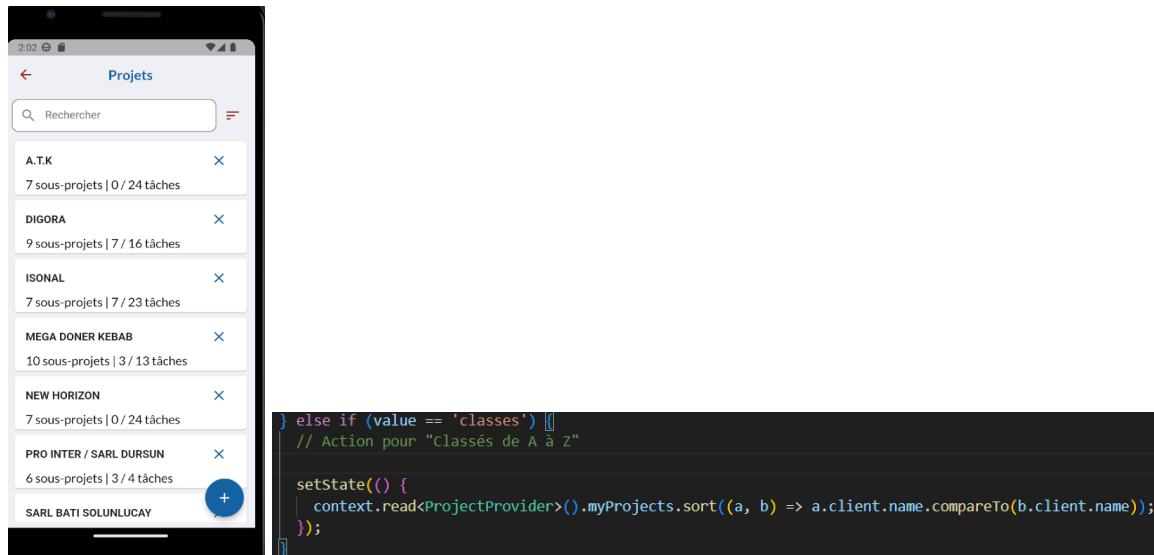 2:02
Projets
Rechercher
A.T.K
7 sous-projets | 0 / 24 tâches
DIGORA
9 sous-projets | 7 / 16 tâches
ISONAL
7 sous-projets | 7 / 23 tâches
MEGA DONER KEBAB
10 sous-projets | 3 / 13 tâches
NEW HORIZON
7 sous-projets | 0 / 24 tâches
PRO INTER / SARL DURSUN
6 sous-projets | 3 / 4 tâches
SARL BATI SOLUNLUCAY
} else if (value == 'classes') {
// Action pour "Classés de A à Z"
setState(() {
context.read<ProjectProvider>().myProjects.sort((a, b) => a.client.name.compareTo(b.client.name));
});
}